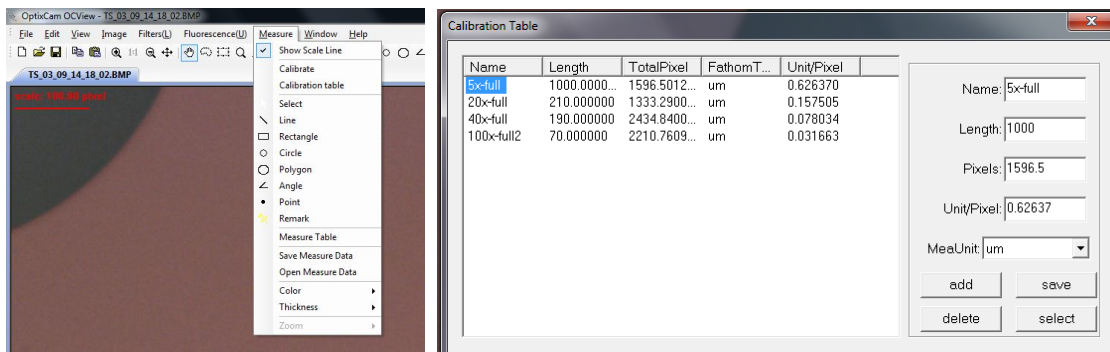 OptixCam OCView - TS_03_09_14_18_02.BMP
File Edit View Image Filters(L) Fluorescence(U) Measure Window Help
TS_03_09_14_18_02.BMP
scale: 100.00 pixel
Show Scale Line
Calibrate
Calibration table
Select
Line
Rectangle
Circle
Polygon
Angle
Point
Remark
Measure Table
Save Measure Data
Open Measure Data
Color
Thickness
Zoom
Calibration Table
Name Length TotalPixel FathomT... Unit/Pixel
5x-full 1000.0000... 1596.5012... um 0.626370
20x-full 210.000000 1333.2900... um 0.157505
40x-full 190.000000 2434.8400... um 0.078034
100x-full2 70.000000 2210.7609... um 0.031663
Name: 5x-full
Length: 1000
Pixels: 1596.5
Unit/Pixel: 0.62637
MeaUnit: um
add save
delete select